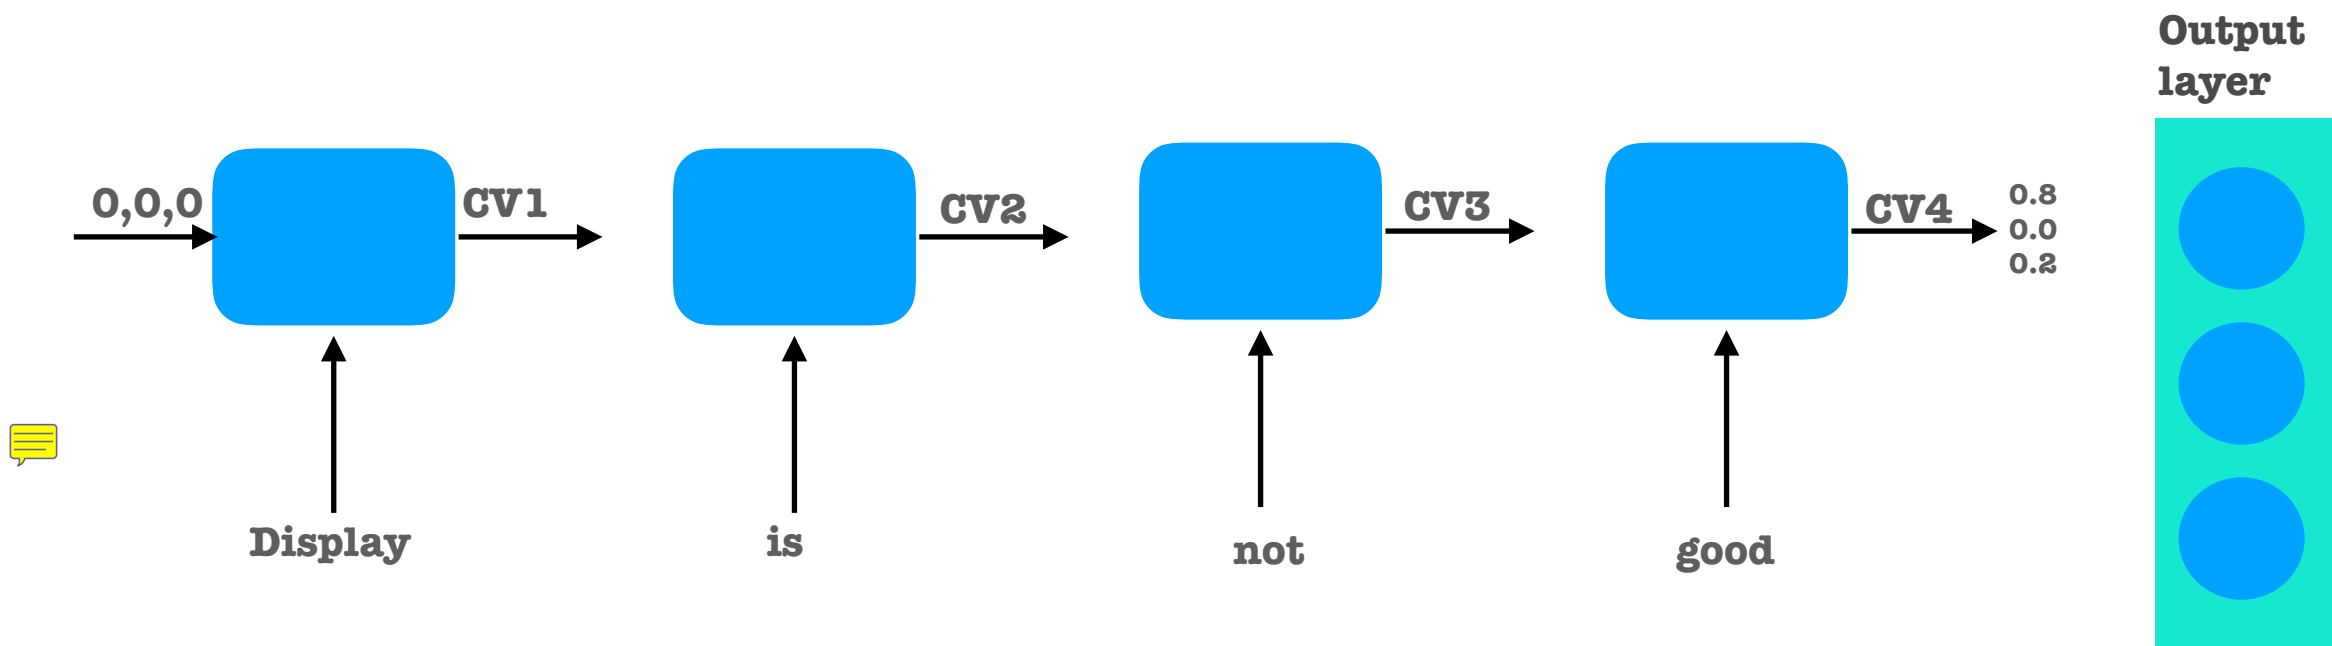 Output
layer
0,0,0
CV1
CV2
CV3
CV4
0.8
0.0
0.2
Display
is
not
good